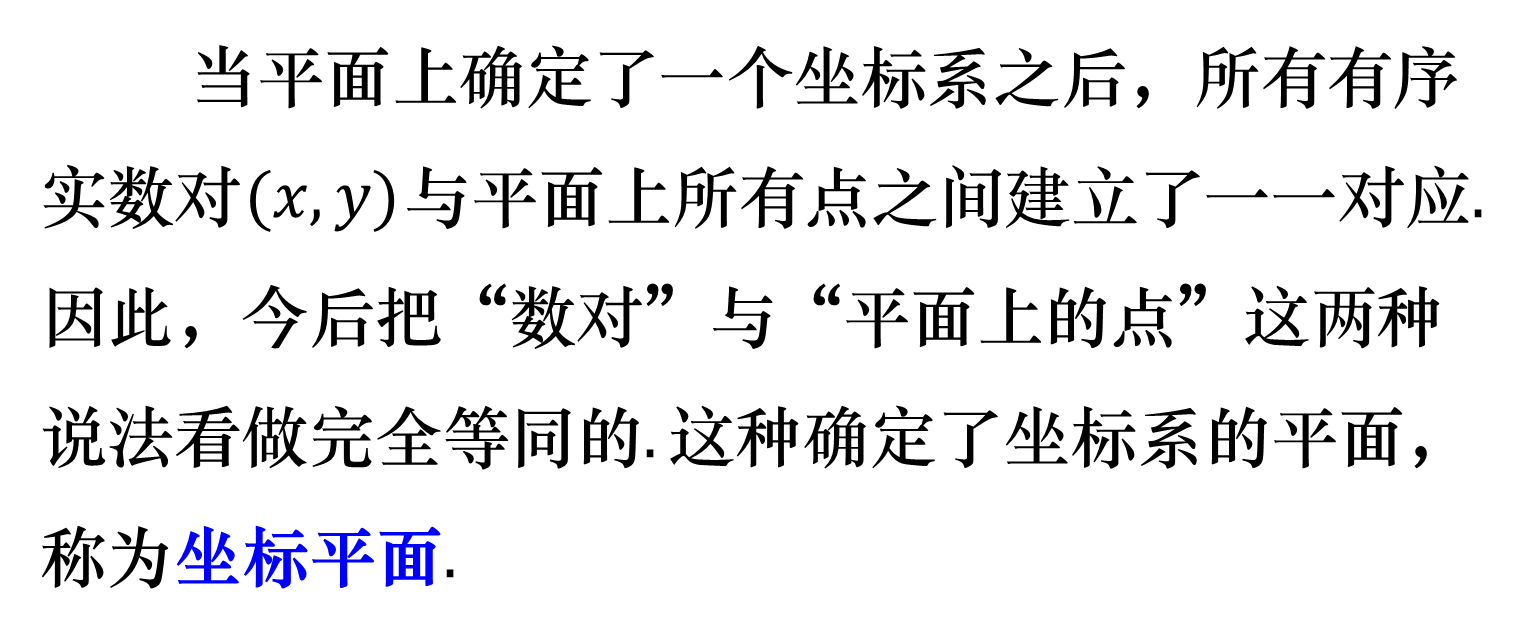 当平面上确定了一个坐标系之后，所有有序
实数对(x,y)与平面上所有点之间建立了一一对应.
因此，今后把“数对”与“平面上的点”这两种
说法看做完全等同的.这种确定了坐标系的平面，
称为坐标平面.